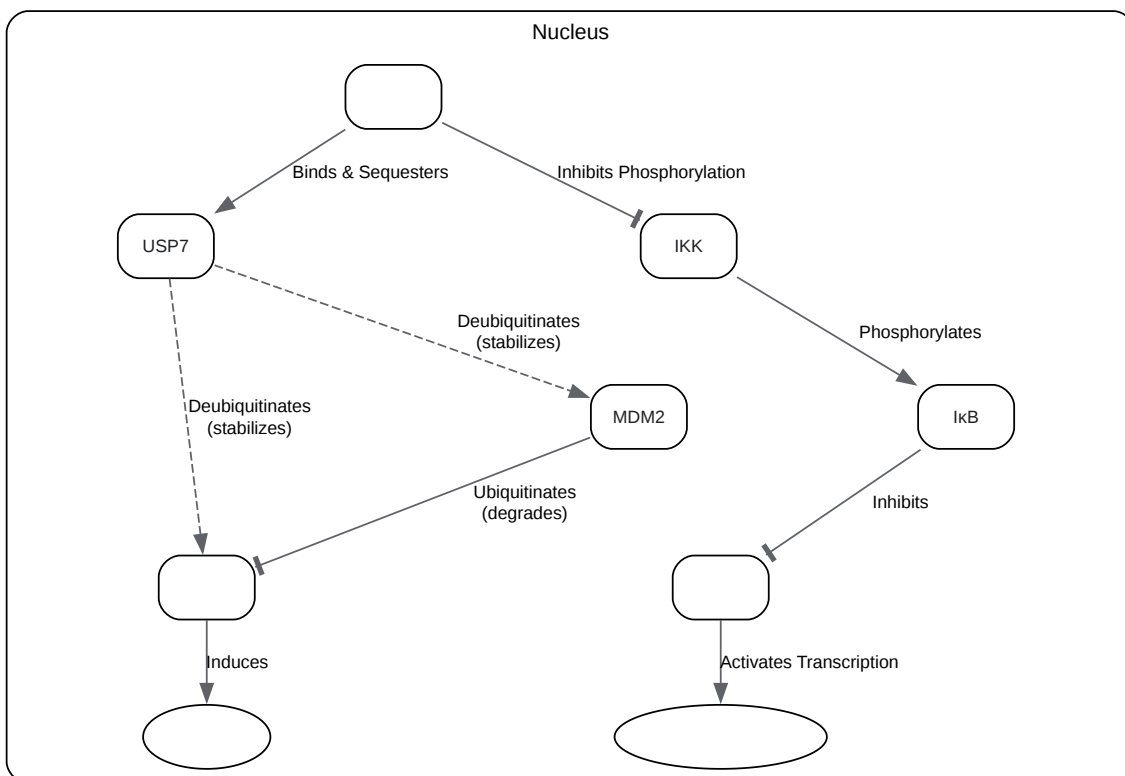 Nucleus
Binds & Sequesters
Inhibits Phosphorylation
USP7
IKK
Deubiquitinates
(stabilizes)
Phosphorylates
Deubiquitinates
(stabilizes)
MDM2
IκB
Ubiquitinates
(degrades)
Inhibits
Induces
Activates Transcription